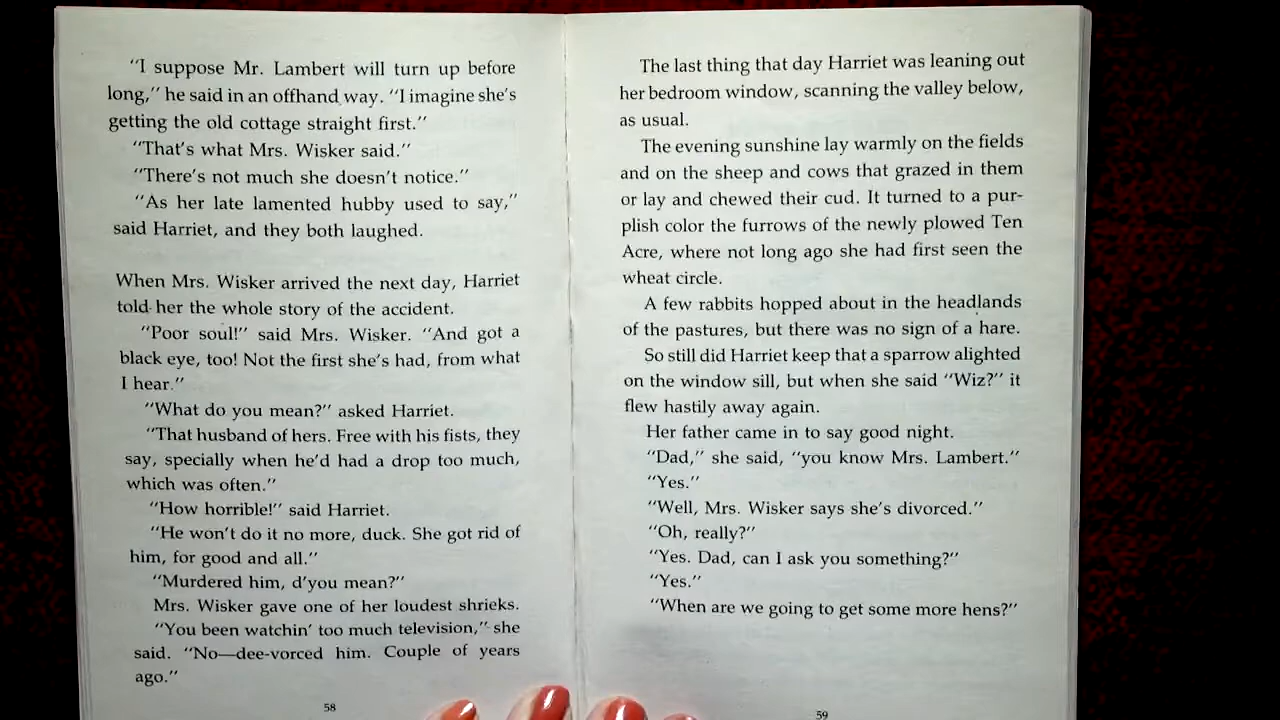 "I suppose Mr. Lambert will turn up before
long," he said in an offhand way. "I imagine she's
getting the old cottage straight first."
"That's what Mrs. Wisker said."
"There's not much she doesn't notice."
"As her late lamented hubby used to say,"
said Harriet, and they both laughed.
When Mrs. Wisker arrived the next day, Harriet
told her the whole story of the accident.
"Poor soul!" said Mrs. Wisker. "And got a
black eye, too! Not the first she's had, from what
I hear."
"What do you mean?" asked Harriet.
"That husband of hers. Free with his fists, they
say, specially when he'd had a drop too much,
which was often."
"How horrible!" said Harriet.
"He won't do it no more, duck. She got rid of
him, for good and all."
"Murdered him, d'you mean?"
Mrs. Wisker gave one of her loudest shrieks.
"You been watchin' too much television," she
said. "No—dee-vorced him. Couple of years
ago."
58
The last thing that day Harriet was leaning out
her bedroom window, scanning the valley below,
as usual.
The evening sunshine lay warmly on the fields
and on the sheep and cows that grazed in them
or lay and chewed their cud. It turned to a pur-
plish color the furrows of the newly plowed Ten
Acre, where not long ago she had first seen the
wheat circle.
A few rabbits hopped about in the headlands
of the pastures, but there was no sign of a hare.
So still did Harriet keep that a sparrow alighted
on the window sill, but when she said "Wiz?" it
flew hastily away again.
Her father came in to say good night.
"Dad," she said, "you know Mrs. Lambert."
"Yes."
"Well, Mrs. Wisker says she's divorced."
"Oh, really?"
"Yes. Dad, can I ask you something?"
"Yes."
"When are we going to get some more hens?"
59